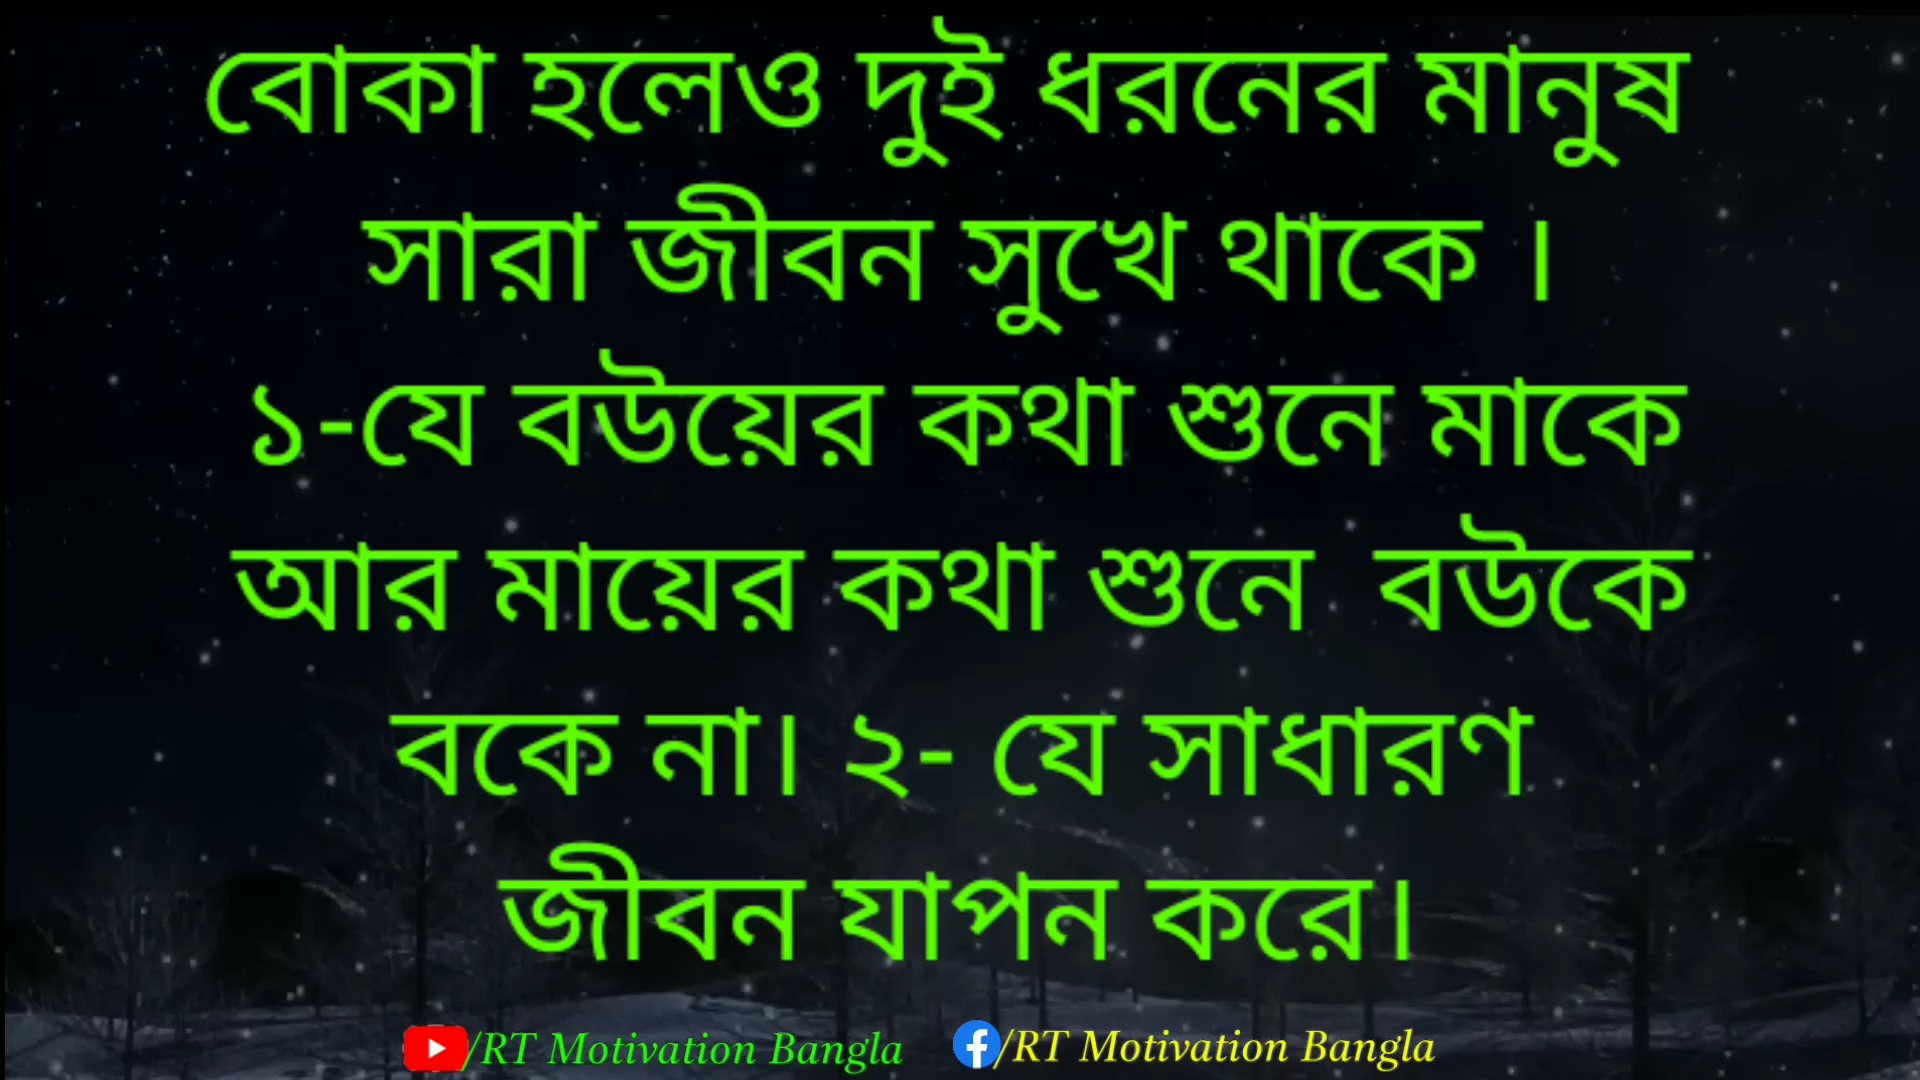 বোকা হলেও দুই ধরনের মানুষ
সারা জীবন সুখে থাকে ।
১-যে বউয়ের কথা শুনে মাকে
আর মায়ের কথা শুনে বউকে
বকে না। ২- যে সাধারণ
জীবন যাপন করে।
/RT Motivation Bangla /RT Motivation Bangla